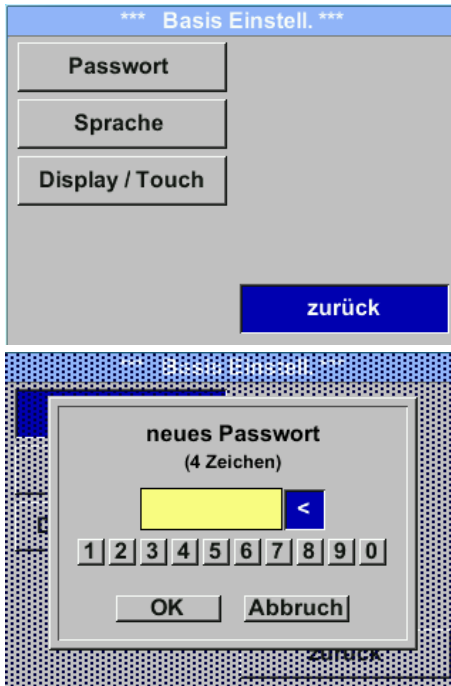 *** Basis Einstell. ***
Passwort
Sprache
Display / Touch
zurück
*** Basis Einstell. ***
neues Passwort
(4 Zeichen)
<
1 2 3 4 5 6 7 8 9 0
OK Abbruch
zurück